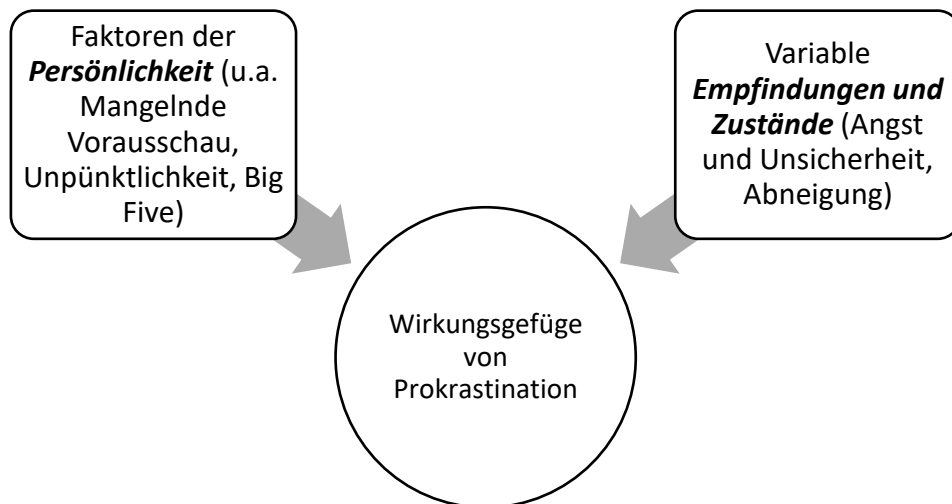 Faktoren der
Persönlichkeit (u.a.
Mangelnde
Vorausschau,
Unpünktlichkeit, Big
Five)
Variable
Empfindungen und
Zustände (Angst
und Unsicherheit,
Abneigung)
Wirkungsgefüge
von
Prokrastination